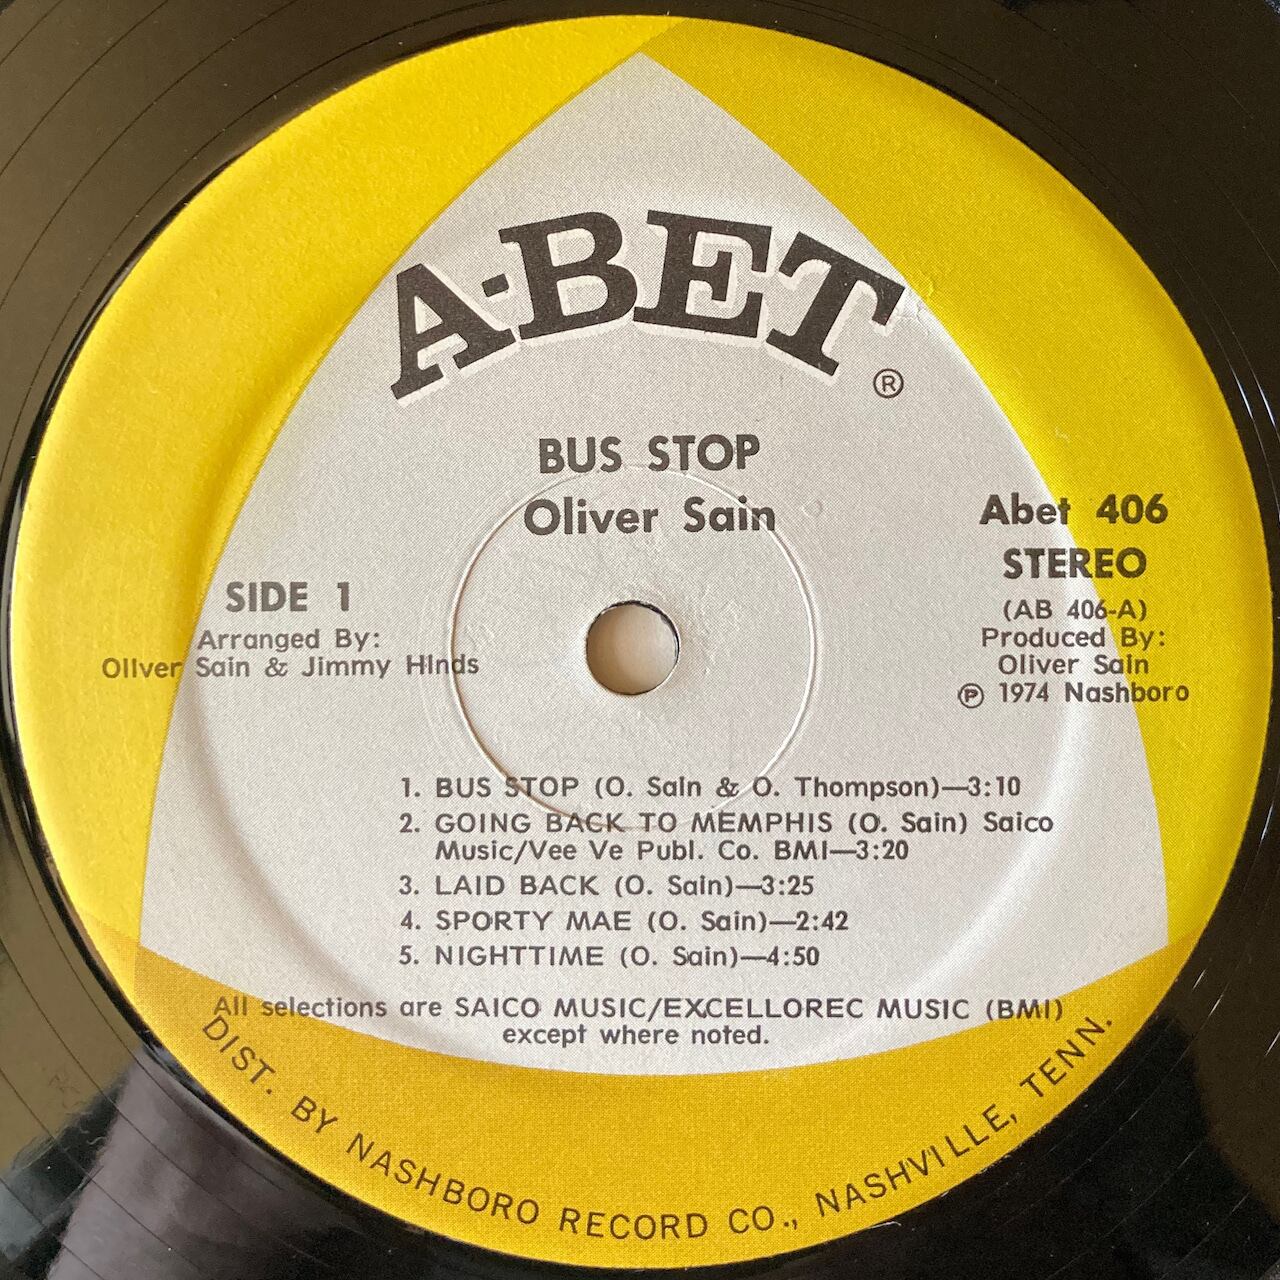 A-BET
®
BUS STOP
Oliver Sain
Abet 406
STEREO
(AB 406-A)
Produced By:
Oliver Sain
℗ 1974 Nashboro
SIDE 1
Arranged By:
Oliver Sain & Jimmy Hinds
1. BUS STOP (O. Sain & O. Thompson)—3:10
2. GOING BACK TO MEMPHIS (O. Sain) Saico
Music/Vee Ve Publ. Co. BMI—3:20
3. LAID BACK (O. Sain)—3:25
4. SPORTY MAE (O. Sain)—2:42
5. NIGHTTIME (O. Sain)—4:50
All selections are SAICO MUSIC/EXCELLOREC MUSIC (BMI)
except where noted.
DIST. BY NASHBORO RECORD CO., NASHVILLE, TENN.